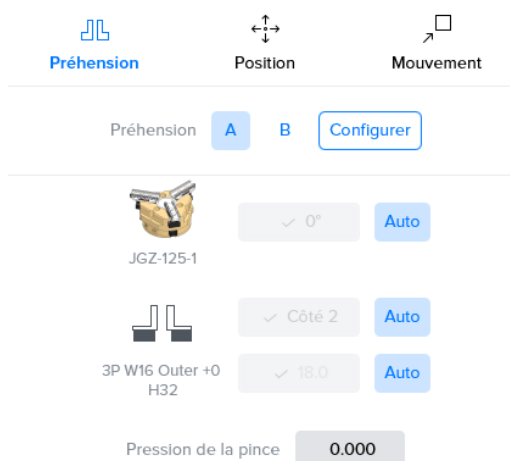 Préhension Position Mouvement
Préhension A B Configurer
0° Auto
JGZ-125-1
Côté 2 Auto
3P W16 Outer +0
H32
18.0 Auto
Pression de la pince 0.000